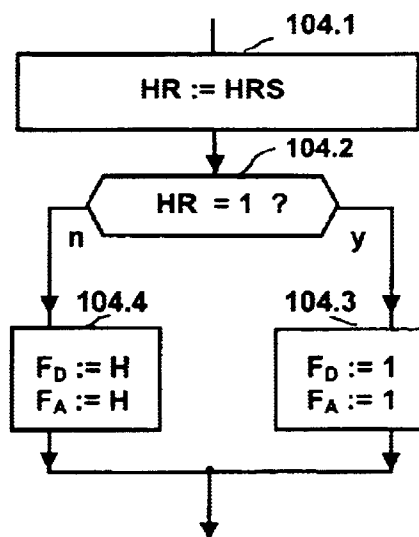 104.1
HR := HRS
104.2
HR = 1 ?
n
y
104.4
104.3
F_D := H
F_A := H
F_D := 1
F_A := 1